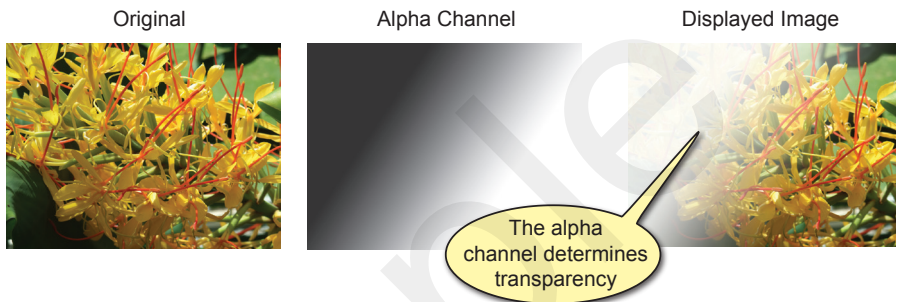 Original
Alpha Channel
Displayed Image
The alpha
channel determines
transparency